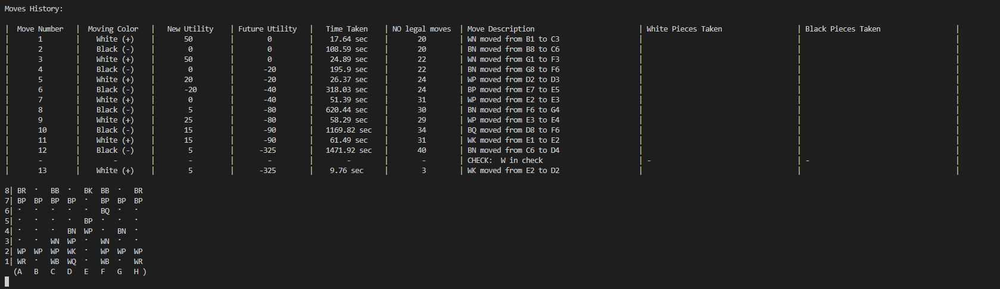 Moves History:
|  Move Number  |  Moving Color  |  New Utility  |  Future Utility  |  Time Taken  |  NO legal moves  |  Move Description  |  White Pieces Taken  |  Black Pieces Taken  |
|  1  |  White (+)  |  50  |  0  |  17.64 sec  |  20  |  WN moved from B1 to C3  |  |  |
|  2  |  Black (-)  |  0  |  0  |  108.59 sec  |  20  |  BN moved from B8 to C6  |  |  |
|  3  |  White (+)  |  50  |  0  |  24.89 sec  |  22  |  WN moved from G1 to F3  |  |  |
|  4  |  Black (-)  |  0  |  -20  |  195.9 sec  |  22  |  BN moved from G8 to F6  |  |  |
|  5  |  White (+)  |  20  |  -20  |  26.37 sec  |  24  |  WP moved from D2 to D3  |  |  |
|  6  |  Black (-)  |  -20  |  -40  |  318.03 sec  |  24  |  BP moved from E7 to E5  |  |  |
|  7  |  White (+)  |  0  |  -40  |  51.39 sec  |  31  |  WP moved from E2 to E3  |  |  |
|  8  |  Black (-)  |  5  |  -80  |  620.44 sec  |  30  |  BN moved from F6 to G4  |  |  |
|  9  |  White (+)  |  25  |  -80  |  58.29 sec  |  29  |  WP moved from E3 to E4  |  |  |
|  10  |  Black (-)  |  15  |  -90  |  1169.82 sec  |  34  |  BQ moved from D8 to F6  |  |  |
|  11  |  White (+)  |  15  |  -90  |  61.49 sec  |  31  |  WK moved from E1 to E2  |  |  |
|  12  |  Black (-)  |  5  |  -325  |  1471.92 sec  |  40  |  BN moved from C6 to D4  |  |  |
|  -  |  -  |  -  |  -  |  -  |  -  |  CHECK:  W in check  |  -  |  -  |
|  13  |  White (+)  |  5  |  -325  |  9.76 sec  |  3  |  WK moved from E2 to D2  |  |  |
8| BR  ·  BB  ·  BK  BB  ·  BR
7| BP  BP  BP  BP  ·  BP  BP  BP
6| ·  ·  ·  ·  ·  BQ  ·  ·
5| ·  ·  ·  ·  BP  ·  ·  ·
4| ·  ·  ·  BN  WP  ·  BN  ·
3| ·  ·  WN  WP  ·  WN  ·  ·
2| WP  WP  WP  WK  ·  WP  WP  WP
1| WR  ·  WB  WQ  ·  WB  ·  WR
(A  B  C  D  E  F  G  H )